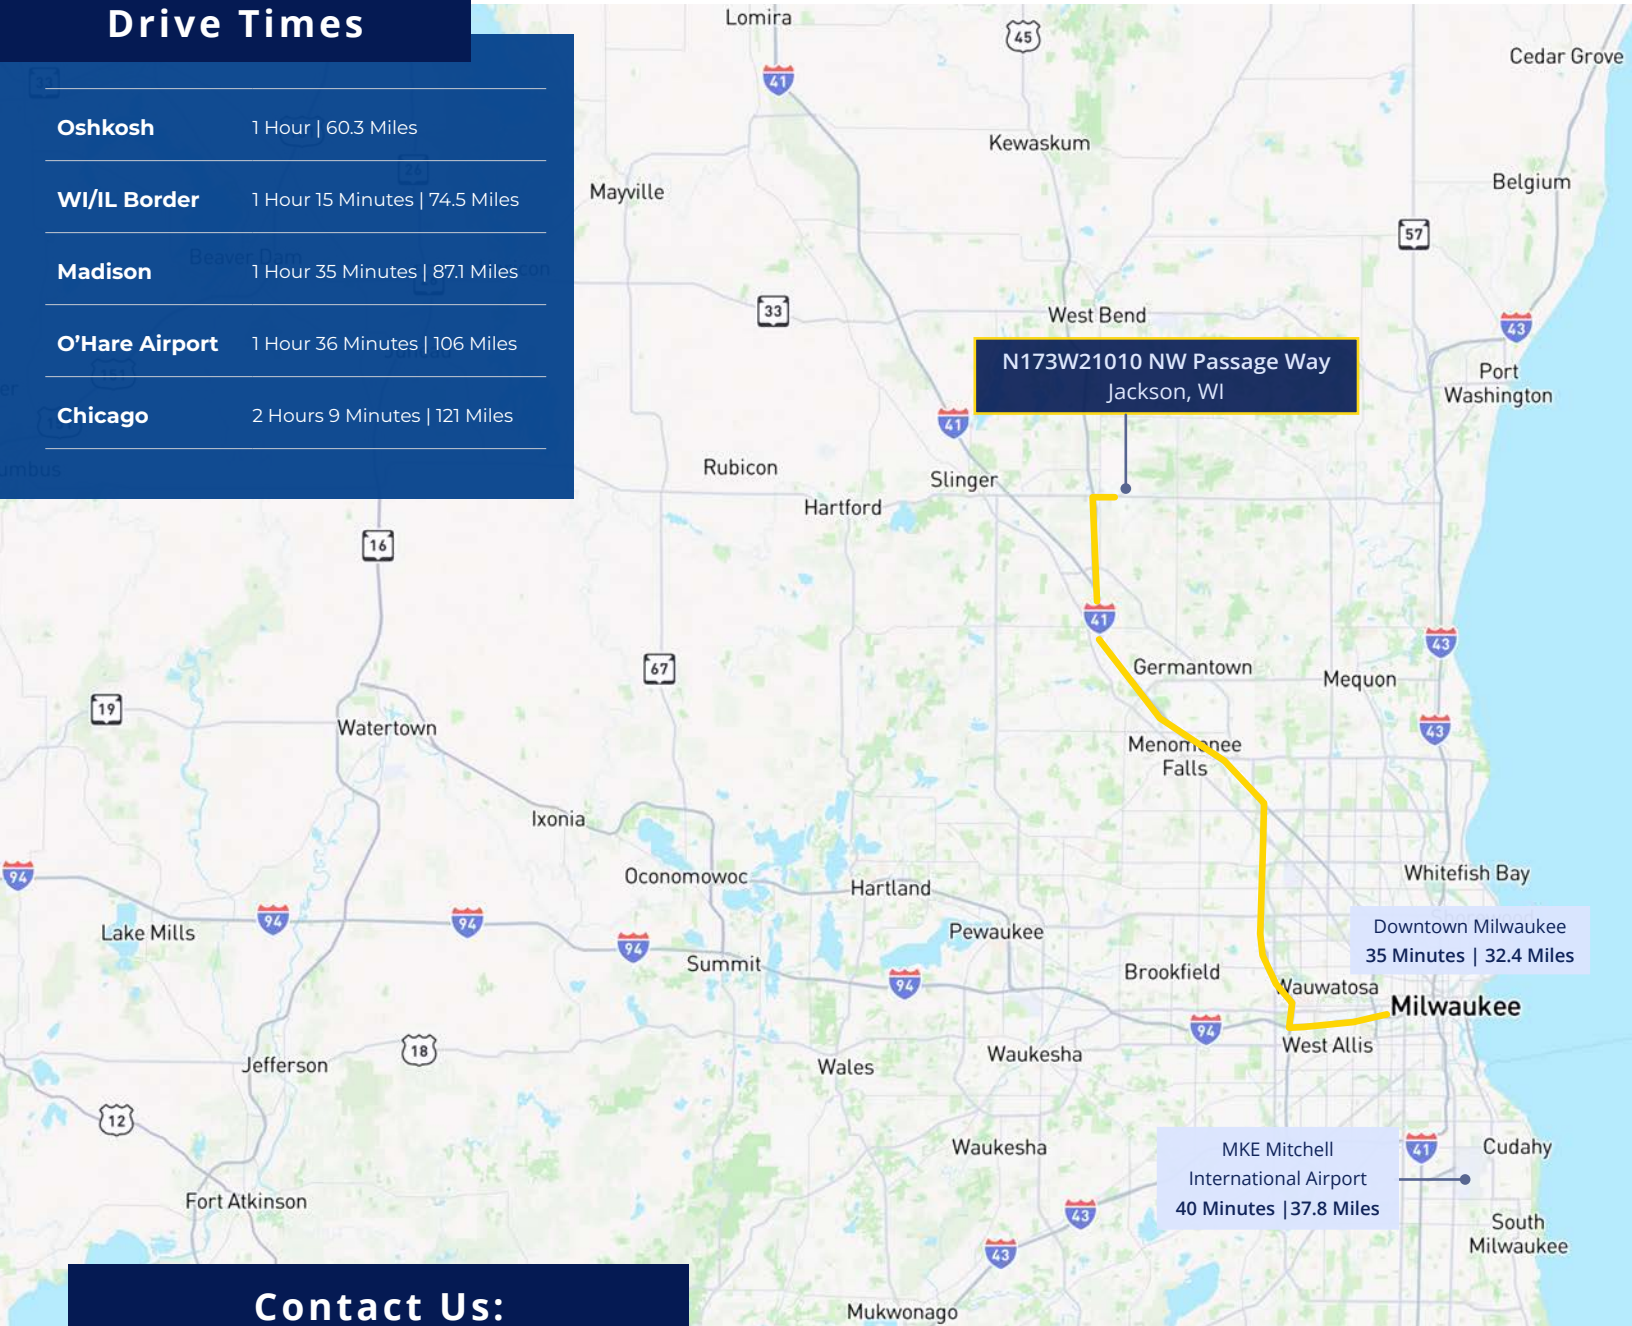 Drive Times
Oshkosh 1 Hour | 60.3 Miles
WI/IL Border 1 Hour 15 Minutes | 74.5 Miles
Madison 1 Hour 35 Minutes | 87.1 Miles
O'Hare Airport 1 Hour 36 Minutes | 106 Miles
Chicago 2 Hours 9 Minutes | 121 Miles
33
26
Beaver Dam
151
Lomira
45
Cedar Grove
41
Kewaskum
Mayville
Belgium
57
33
West Bend
43
N173W21010 NW Passage Way
Jackson, WI
Port
Washington
41
Rubicon
Slinger
Hartford
16
41
43
67
Germantown
Mequon
19
Watertown
43
Menomonee
Falls
Ixonia
94
Oconomowoc
Hartland
Whitefish Bay
94
94
Lake Mills
94
Pewaukee
Downtown Milwaukee
35 Minutes | 32.4 Miles
Summit
94
Brookfield
Wauwatosa
Milwaukee
94
West Allis
18
Jefferson
Wales
Waukesha
12
Waukesha
MKE Mitchell
International Airport
40 Minutes |37.8 Miles
41
Cudahy
Fort Atkinson
43
South
Milwaukee
43
Mukwonago
Contact Us: